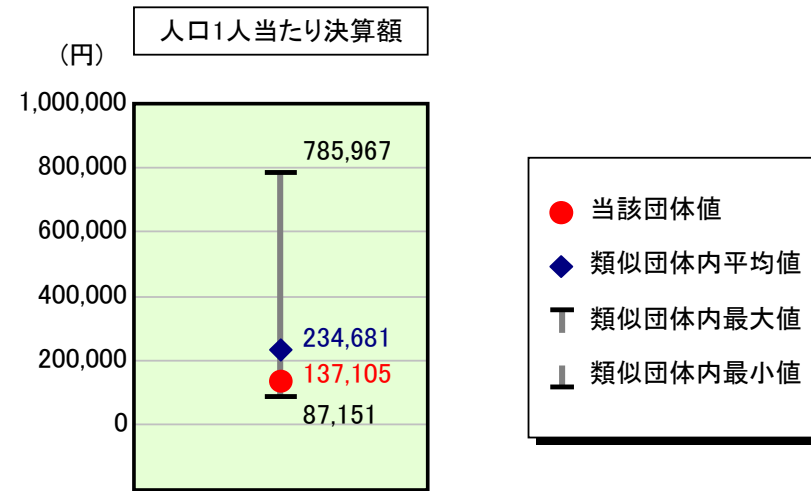 人口1人当たり決算額
(円)
1,000,000
800,000
600,000
400,000
200,000
0
785,967
234,681
137,105
87,151
当該団体値
類似団体内平均値
類似団体内最大値
類似団体内最小値